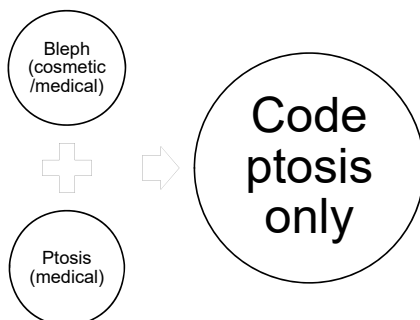 Bleph
(cosmetic
/medical)
Ptosis
(medical)
Code
ptosis
only